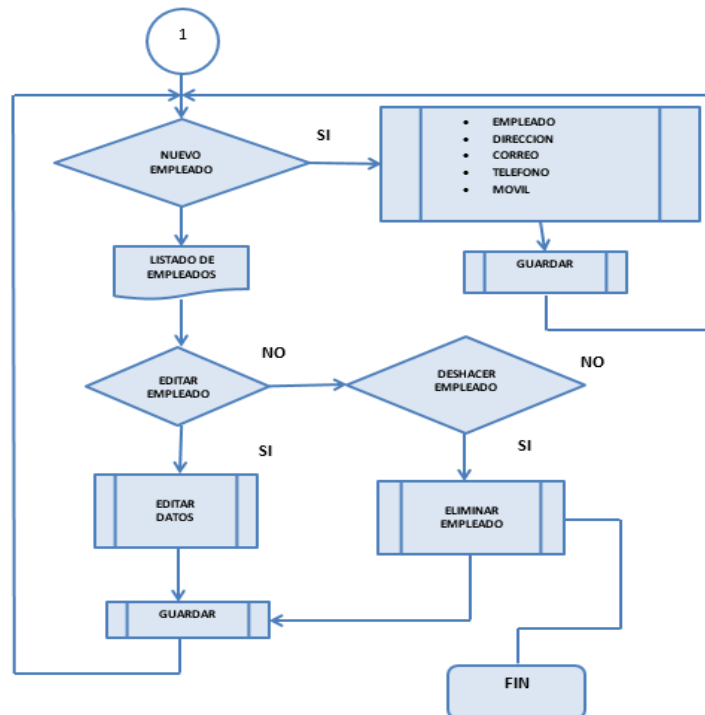 1
SI
NUEVO
EMPLEADO
• EMPLEADO
• DIRECCION
• CORREO
• TELEFONO
• MOVIL
LISTADO DE
EMPLEADOS
GUARDAR
NO
EDITAR
EMPLEADO
DESHACER
EMPLEADO
NO
SI
SI
EDITAR
DATOS
ELIMINAR
EMPLEADO
GUARDAR
FIN